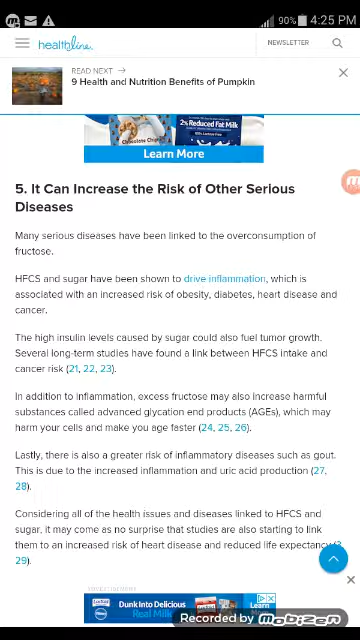 90% 4:25 PM
healthline
NEWSLETTER
READ NEXT →
9 Health and Nutrition Benefits of Pumpkin
Chocolate Chip
2% Reduced Fat Milk
Learn More
5. It Can Increase the Risk of Other Serious
Diseases
Many serious diseases have been linked to the overconsumption of
fructose.
HFCS and sugar have been shown to drive inflammation, which is
associated with an increased risk of obesity, diabetes, heart disease and
cancer.
The high insulin levels caused by sugar could also fuel tumor growth.
Several long-term studies have found a link between HFCS intake and
cancer risk (21, 22, 23).
In addition to inflammation, excess fructose may also increase harmful
substances called advanced glycation end products (AGEs), which may
harm your cells and make you age faster (24, 25, 26).
Lastly, there is also a greater risk of inflammatory diseases such as gout.
This is due to the increased inflammation and uric acid production (27,
28).
Considering all of the health issues and diseases linked to HFCS and
sugar, it may come as no surprise that studies are also starting to link
them to an increased risk of heart disease and reduced life expectancy (3,
29).
ADVERTISEMENT
Dunk Into Delicious
Real Milk
Learn
Recorded by Mobizen